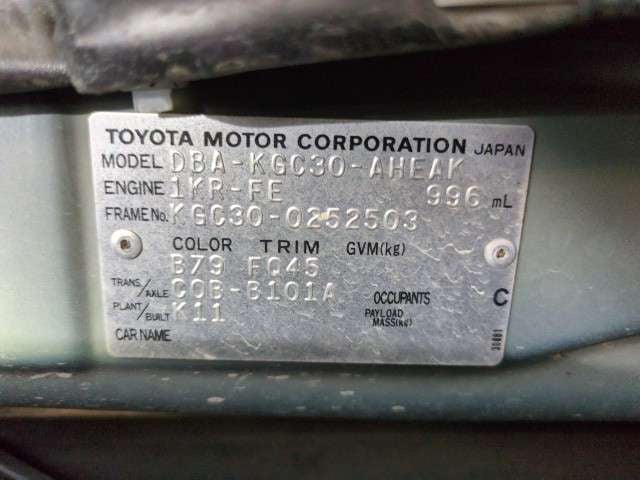 TOYOTA MOTOR CORPORATION JAPAN
MODEL DBA-KGC30-AHEAK
ENGINE 1KR-FE 996 mL
FRAME No. KGC30-0252503
COLOR TRIM GVM(kg)
B79 FQ45
TRANS./AXLE C0B-B101A OCCUPANTS C
PLANT/BUILT K11 PAYLOAD MASS(kg)
CAR NAME